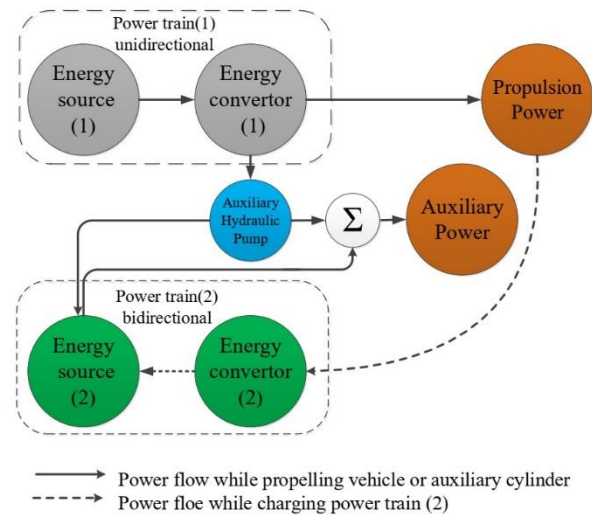 Power train(1)
unidirectional
Energy
source
(1)
Energy
convertor
(1)
Propulsion
Power
Auxiliary
Hydraulic
Pump
Σ
Auxiliary
Power
Power train(2)
bidirectional
Energy
source
(2)
Energy
convertor
(2)
Power flow while propelling vehicle or auxiliary cylinder
Power floe while charging power train (2)